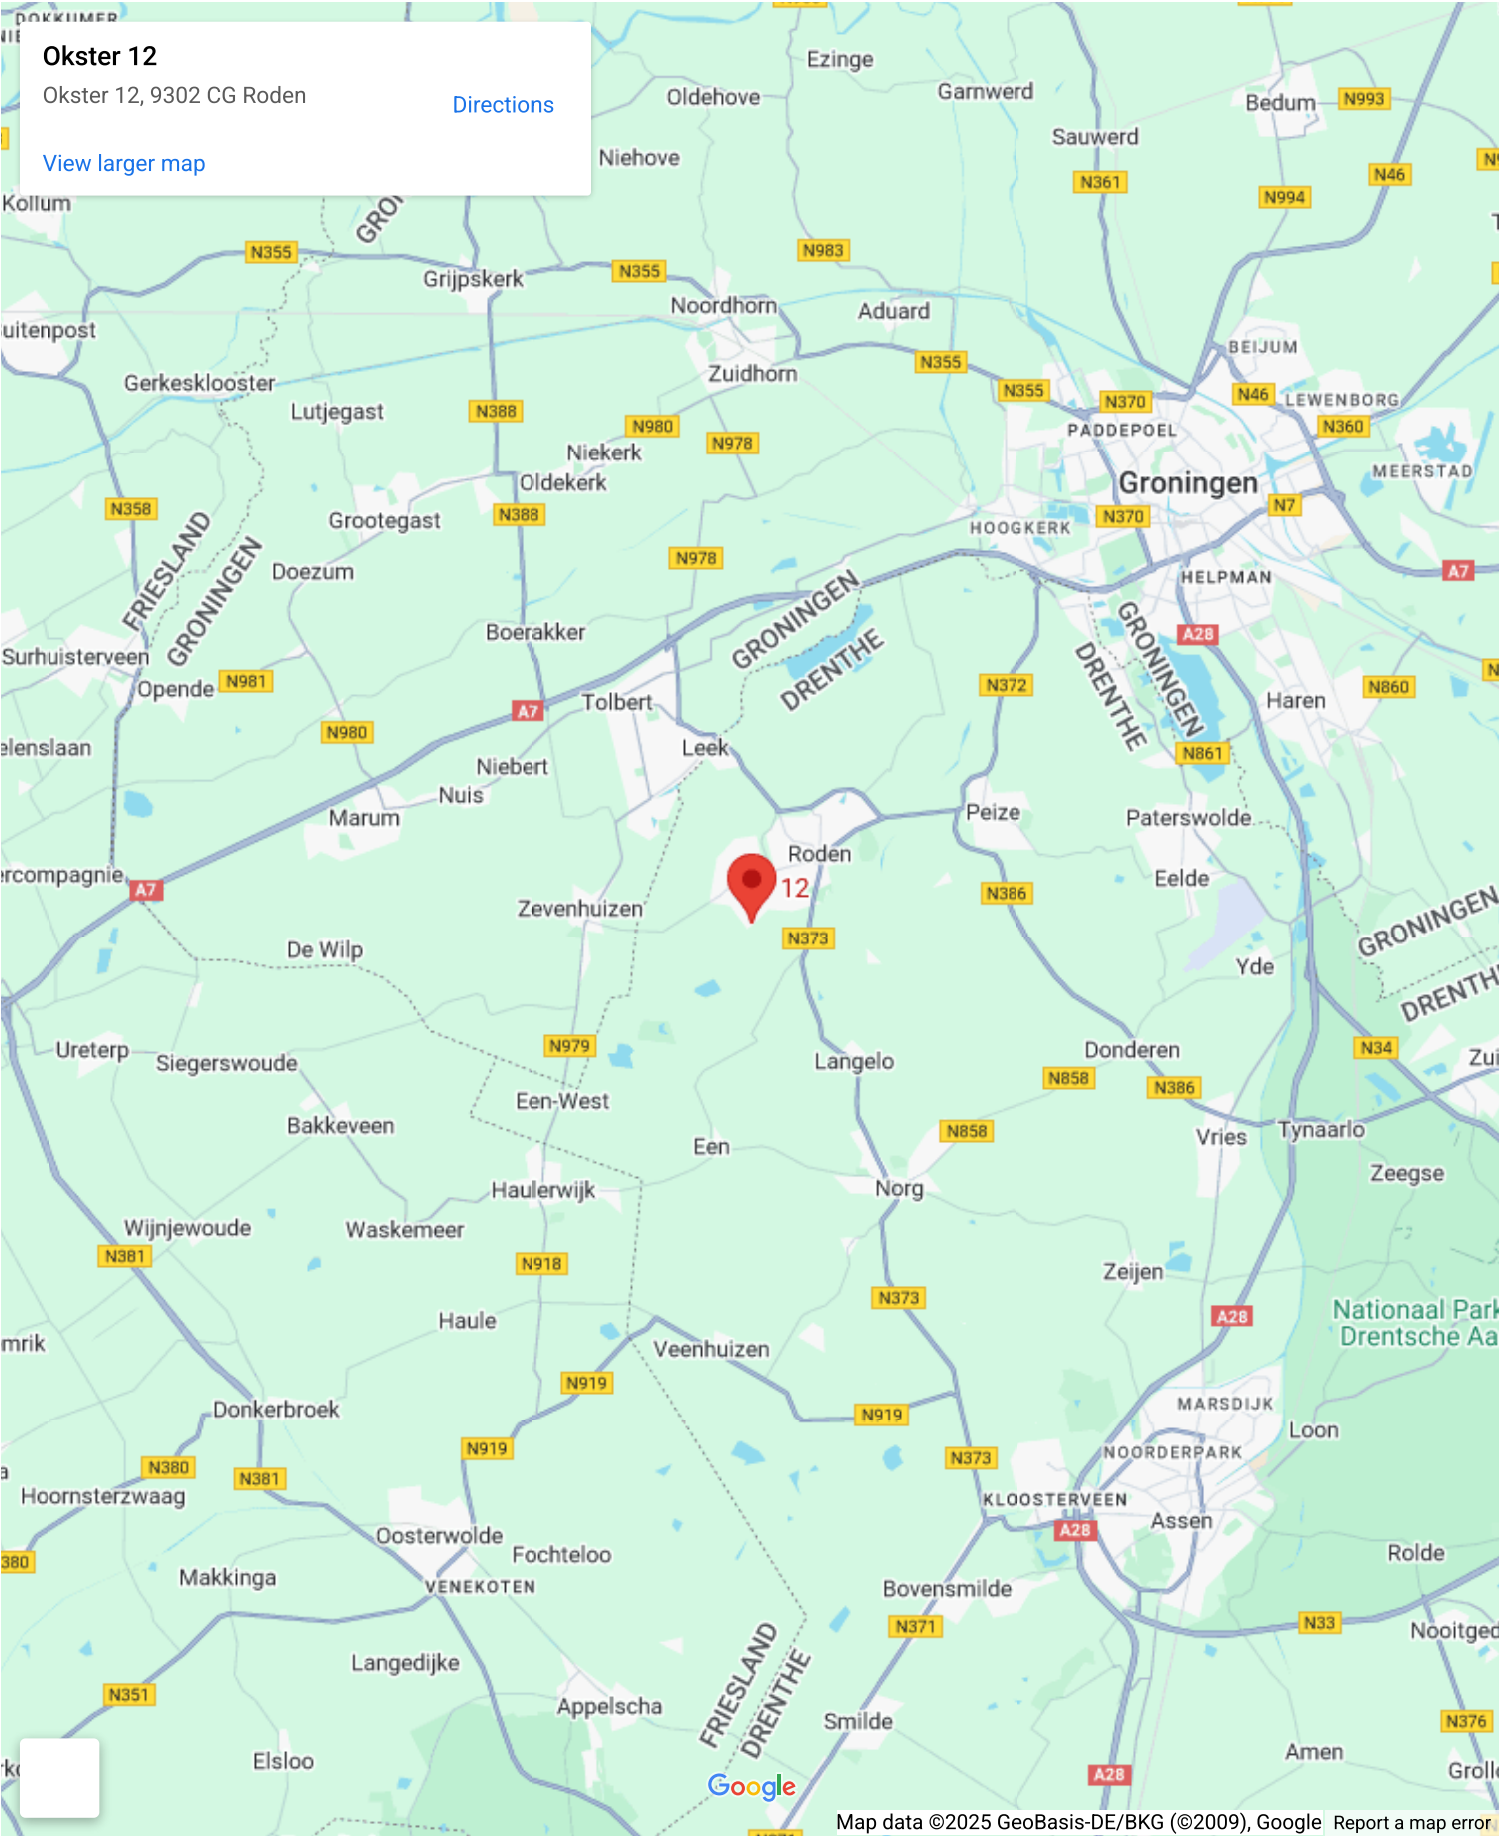 DOKKUMER
Okster 12
Okster 12, 9302 CG Roden
Directions
View larger map
Ezinge
Oldehove
Garnwerd
Bedum
N993
Sauwerd
Niehove
N361
N46
N994
Kollum
N355
N983
Grijpskerk
N355
Noordhorn
Aduard
uitenpost
BEIJUM
N355
Zuidhorn
Gerkesklooster
N355
N370
N46
LEWENBORG
Lutjegast
N388
N980
N360
PADDEPOEL
N978
Niekerk
MEERSTAD
Oldekerk
Groningen
N358
Grootegast
N388
N370
N7
HOOGKERK
N978
Doezum
A7
HELPMAN
FRIESLAND
GRONINGEN
GRONINGEN
DRENTHE
GRONINGEN
DRENTHE
Boerakker
A28
Surhuisterveen
Opende
N981
N372
N860
Tolbert
Haren
A7
N980
elenslaan
Leek
N861
Niebert
Nuis
Marum
Peize
Paterswolde
Roden
ercompagnie
A7
12
N386
Eelde
Zevenhuizen
GRONINGEN
DRENTHE
N373
De Wilp
Yde
Ureterp
Siegerswoude
N979
Langelo
Donderen
N34
Zui
N858
N386
Een-West
Bakkeveen
Een
N858
Vries
Tynaarlo
Zeegse
Haulerwijk
Norg
Wijnjewoude
Waskemeer
N381
N918
Zeijen
N373
Nationaal Park
Drentsche Aa
A28
Haule
mrik
Veenhuizen
N919
Donkerbroek
N919
MARSDIJK
Loon
N919
NOORDERPARK
N380
N381
N373
Hoornsterzwaag
KLOOSTERVEEN
Assen
A28
Oosterwolde
Fochteloo
380
Rolde
Makkinga
VENEKOTEN
Bovensmilde
N371
N33
Nooitged
Langedijke
FRIESLAND
DRENTHE
N351
Appelscha
Smilde
N376
Elsloo
Amen
A28
Grollo
Google
Map data ©2025 GeoBasis-DE/BKG (©2009), Google
Report a map error